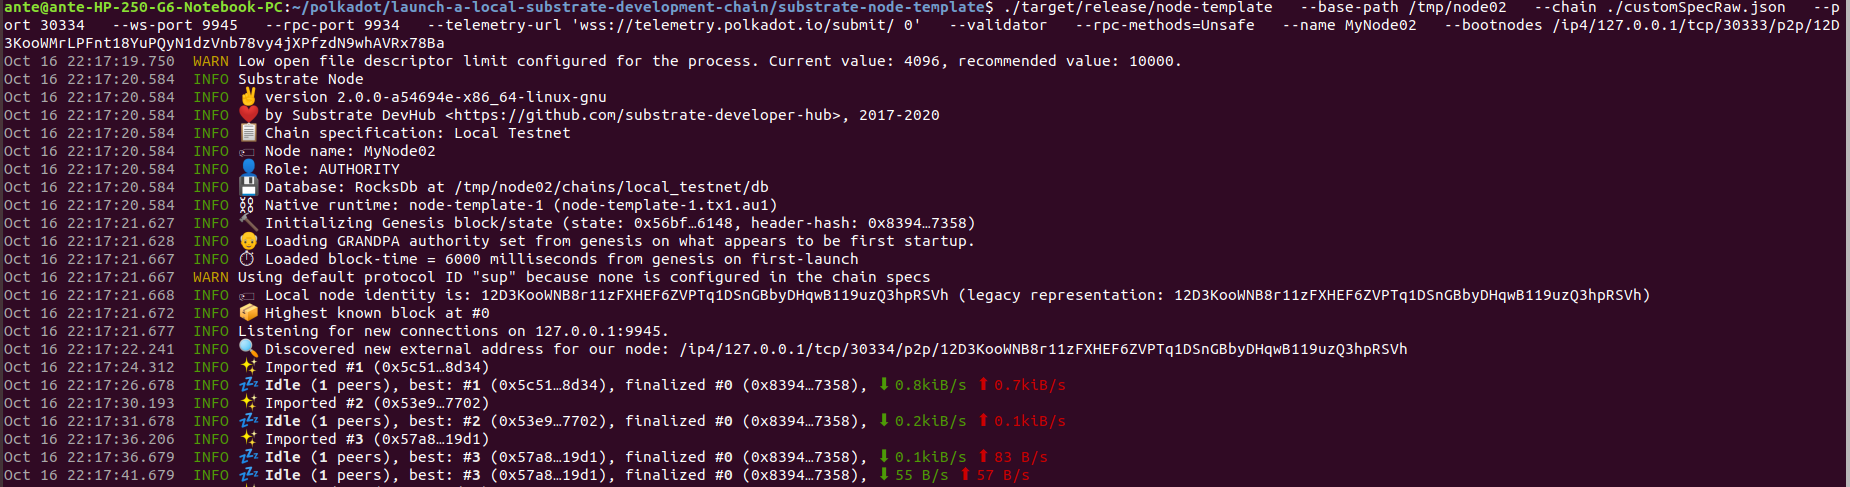 ante@ante-HP-250-G6-Notebook-PC:~/polkadot/launch-a-local-substrate-development-chain/substrate-node-template$ ./target/release/node-template   --base-path /tmp/node02   --chain ./customSpecRaw.json   --p
ort 30334   --ws-port 9945   --rpc-port 9934   --telemetry-url 'wss://telemetry.polkadot.io/submit/ 0'   --validator   --rpc-methods=Unsafe   --name MyNode02   --bootnodes /ip4/127.0.0.1/tcp/30333/p2p/12D
3KooWMrLPFnt18YuPQyN1dzVnb78vy4jXPfzdN9whAVRx78Ba
Oct 16 22:17:19.750  WARN Low open file descriptor limit configured for the process. Current value: 4096, recommended value: 10000.
Oct 16 22:17:20.584  INFO Substrate Node
Oct 16 22:17:20.584  INFO ✌️ version 2.0.0-a54694e-x86_64-linux-gnu
Oct 16 22:17:20.584  INFO ❤️ by Substrate DevHub <https://github.com/substrate-developer-hub>, 2017-2020
Oct 16 22:17:20.584  INFO 📋 Chain specification: Local Testnet
Oct 16 22:17:20.584  INFO 🏷 Node name: MyNode02
Oct 16 22:17:20.584  INFO 👤 Role: AUTHORITY
Oct 16 22:17:20.584  INFO 💾 Database: RocksDb at /tmp/node02/chains/local_testnet/db
Oct 16 22:17:20.584  INFO ⛓ Native runtime: node-template-1 (node-template-1.tx1.au1)
Oct 16 22:17:21.627  INFO 🔨 Initializing Genesis block/state (state: 0x56bf…6148, header-hash: 0x8394…7358)
Oct 16 22:17:21.628  INFO 👴 Loading GRANDPA authority set from genesis on what appears to be first startup.
Oct 16 22:17:21.667  INFO ⏱ Loaded block-time = 6000 milliseconds from genesis on first-launch
Oct 16 22:17:21.667  WARN Using default protocol ID "sup" because none is configured in the chain specs
Oct 16 22:17:21.668  INFO 🏷 Local node identity is: 12D3KooWNB8r11zFXHEF6ZVPTq1DSnGBbyDHqwB119uzQ3hpRSVh (legacy representation: 12D3KooWNB8r11zFXHEF6ZVPTq1DSnGBbyDHqwB119uzQ3hpRSVh)
Oct 16 22:17:21.672  INFO 📦 Highest known block at #0
Oct 16 22:17:21.677  INFO Listening for new connections on 127.0.0.1:9945.
Oct 16 22:17:22.241  INFO 🔍 Discovered new external address for our node: /ip4/127.0.0.1/tcp/30334/p2p/12D3KooWNB8r11zFXHEF6ZVPTq1DSnGBbyDHqwB119uzQ3hpRSVh
Oct 16 22:17:24.312  INFO ✨ Imported #1 (0x5c51…8d34)
Oct 16 22:17:26.678  INFO 💤 Idle (1 peers), best: #1 (0x5c51…8d34), finalized #0 (0x8394…7358), ⬇ 0.8kiB/s ⬆ 0.7kiB/s
Oct 16 22:17:30.193  INFO ✨ Imported #2 (0x53e9…7702)
Oct 16 22:17:31.678  INFO 💤 Idle (1 peers), best: #2 (0x53e9…7702), finalized #0 (0x8394…7358), ⬇ 0.2kiB/s ⬆ 0.1kiB/s
Oct 16 22:17:36.206  INFO ✨ Imported #3 (0x57a8…19d1)
Oct 16 22:17:36.679  INFO 💤 Idle (1 peers), best: #3 (0x57a8…19d1), finalized #0 (0x8394…7358), ⬇ 0.1kiB/s ⬆ 83 B/s
Oct 16 22:17:41.679  INFO 💤 Idle (1 peers), best: #3 (0x57a8…19d1), finalized #0 (0x8394…7358), ⬇ 55 B/s ⬆ 57 B/s